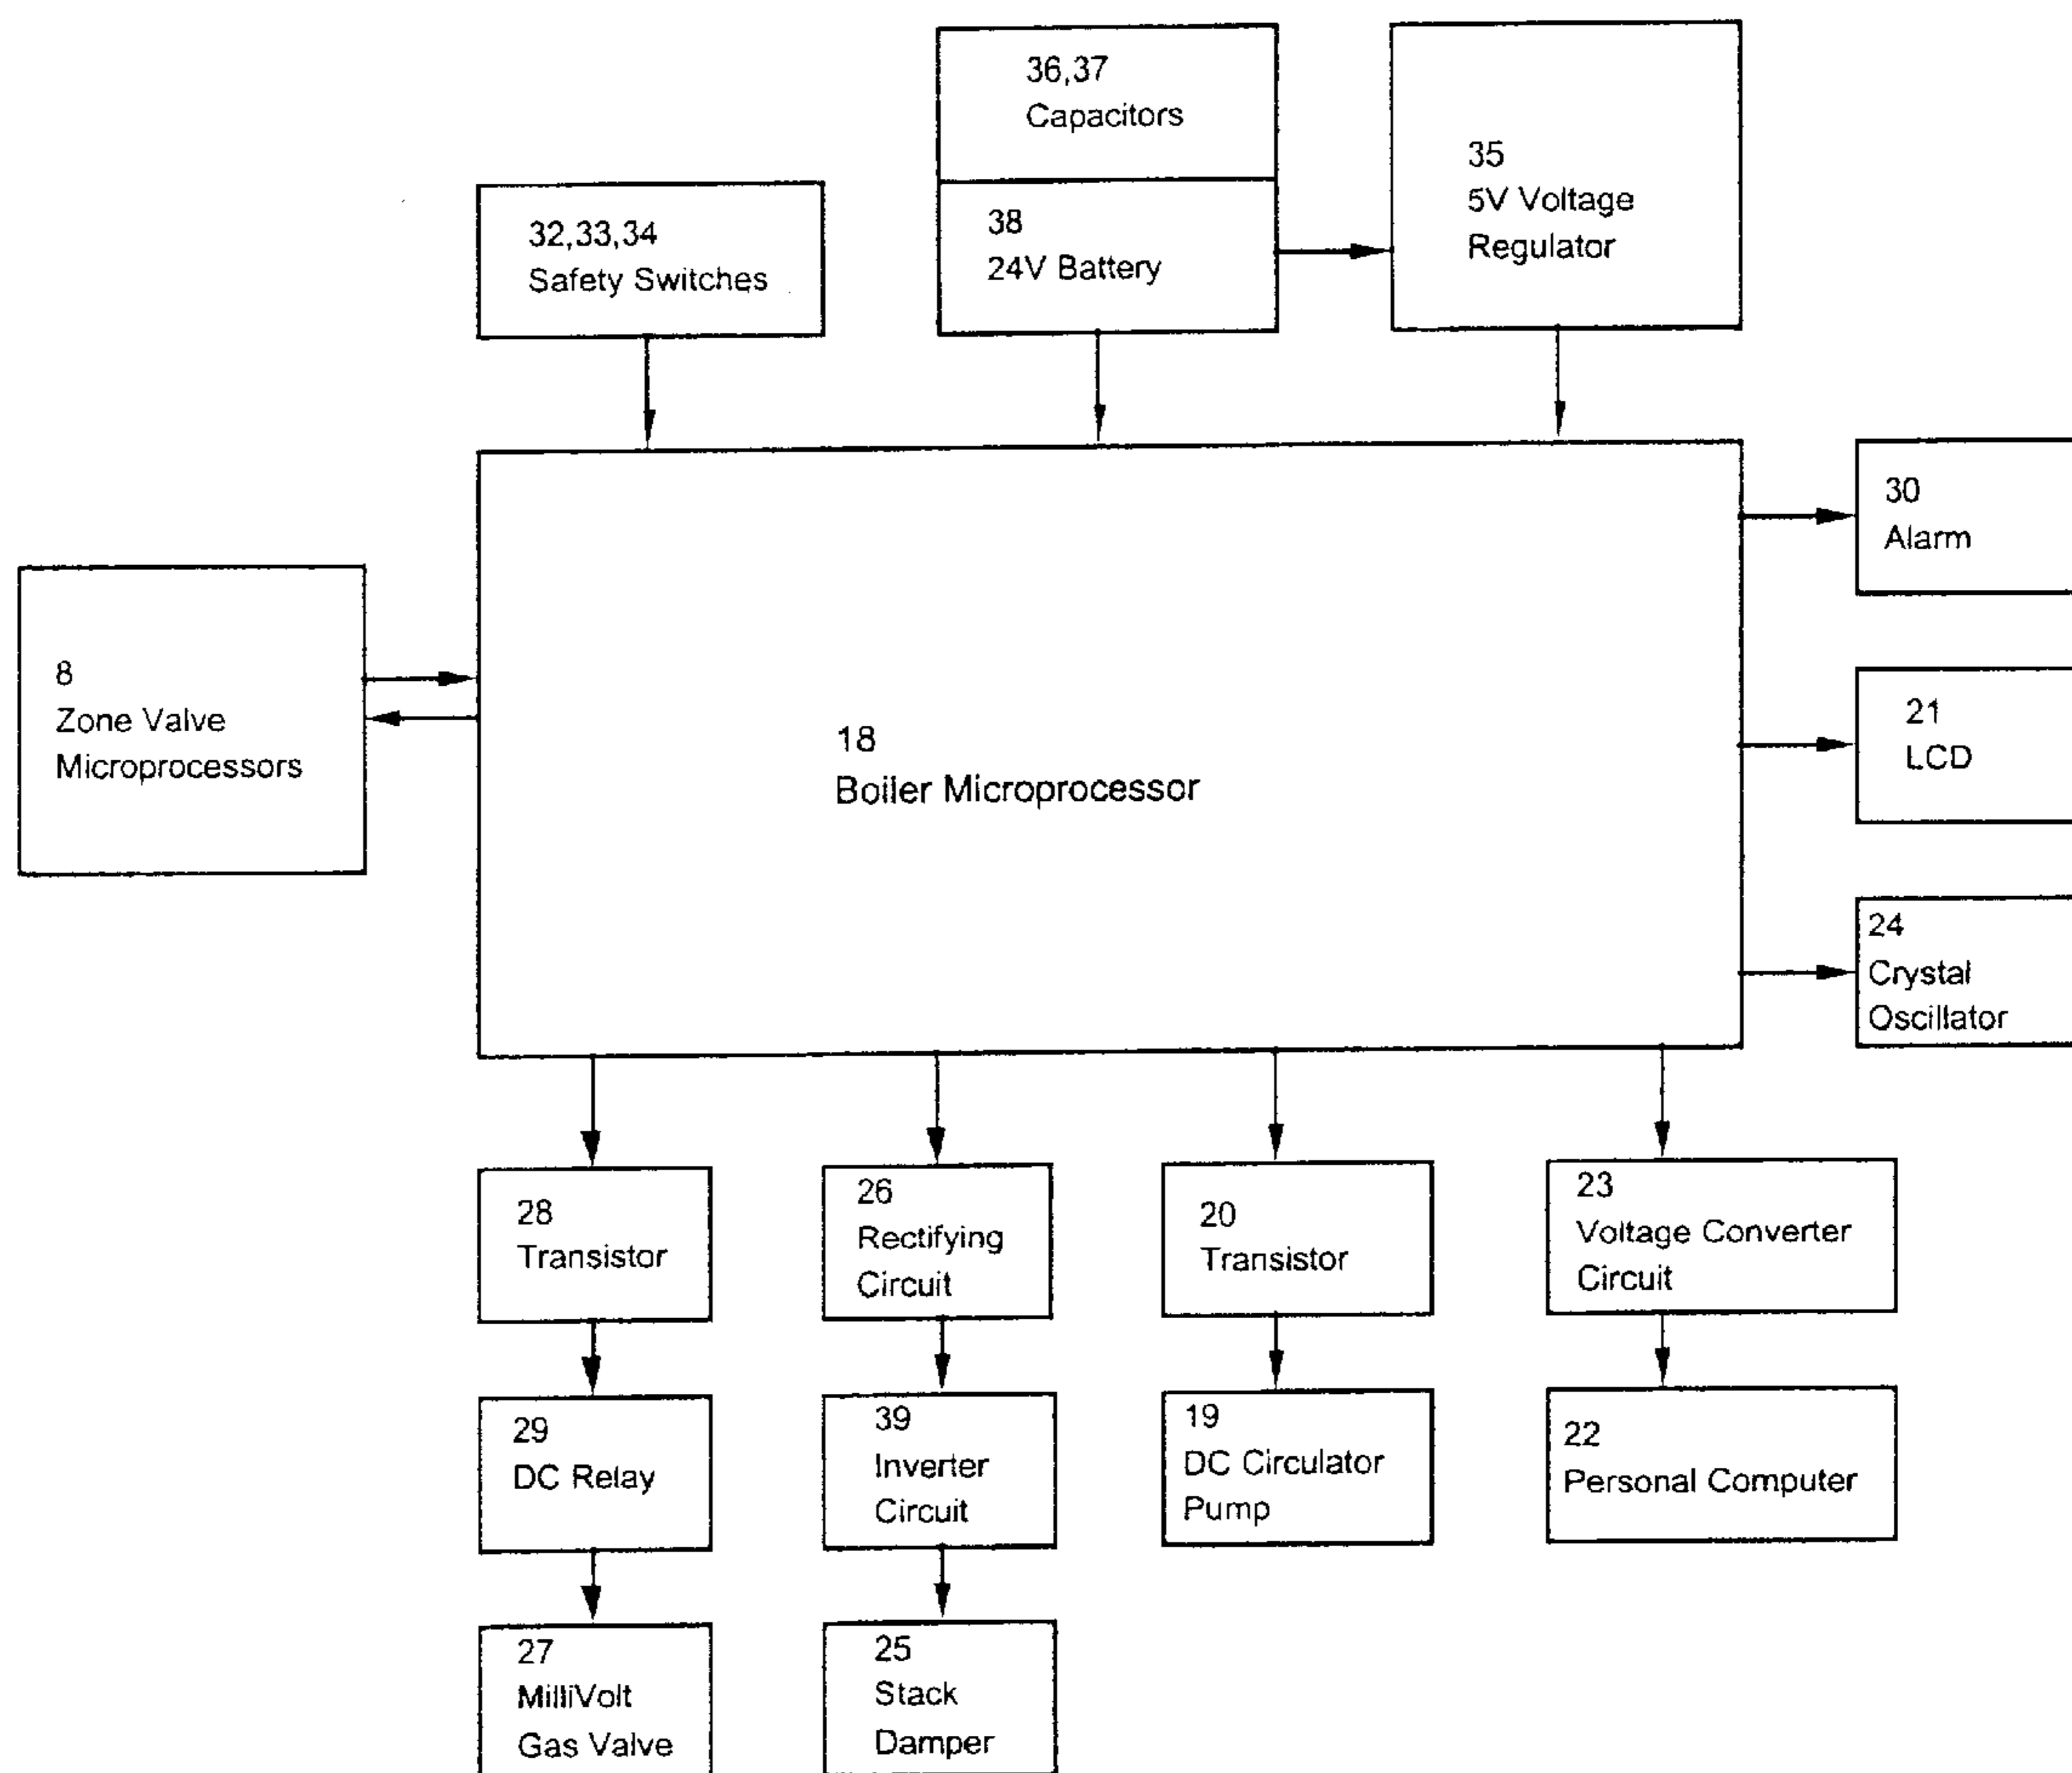 36,37
Capacitors
35
5V Voltage
Regulator
32,33,34
Safety Switches
38
24V Battery
30
Alarm
8
Zone Valve
Microprocessors
18
Boiler Microprocessor
21
LCD
24
Crystal
Oscillator
28
Transistor
26
Rectifying
Circuit
20
Transistor
23
Voltage Converter
Circuit
29
DC Relay
39
Inverter
Circuit
19
DC Circulator
Pump
22
Personal Computer
27
MilliVolt
Gas Valve
25
Stack
Damper